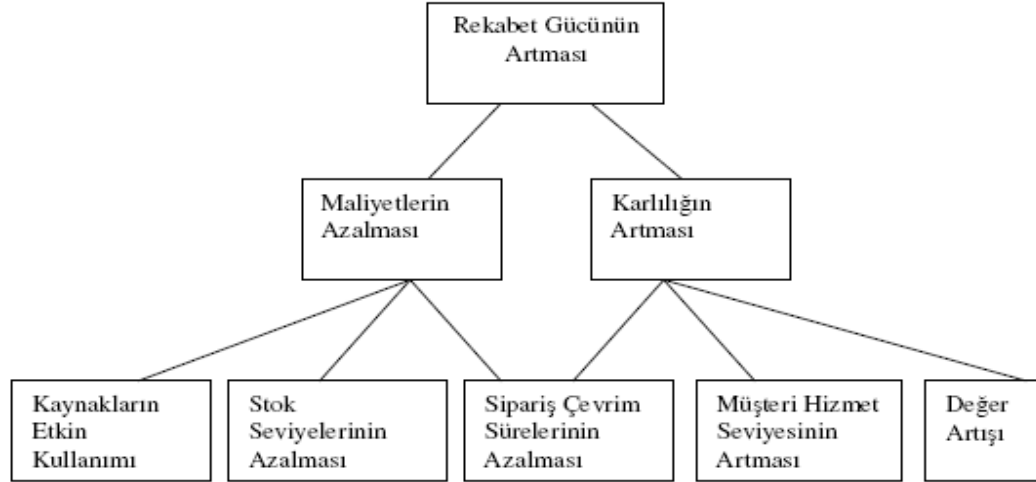 Rekabet Gücünün
Artması
Maliyetlerin
Azalması
Karlılığın
Artması
Kaynakların
Etkin
Kullanımı
Stok
Seviyelerinin
Azalması
Sipariş Çevrim
Sürelerinin
Azalması
Müşteri Hizmet
Seviyesinin
Artması
Değer
Artışı